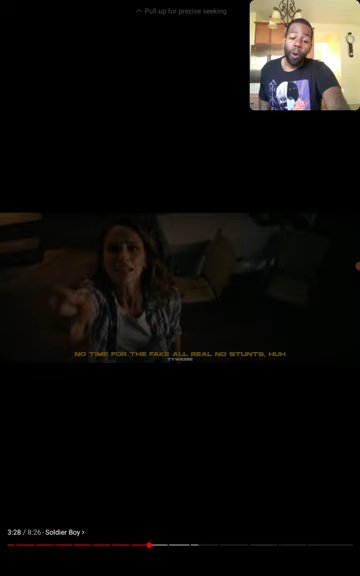 Pull up for precise seeking
NO TIME FOR THE FAKE ALL REAL NO STUNTS, HUH
3:28 / 8:26 · Soldier Boy >